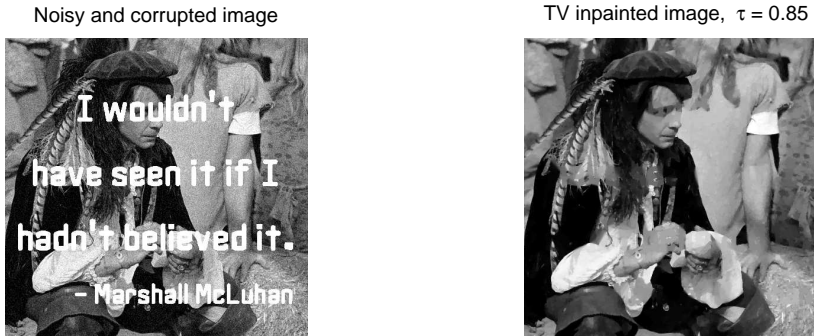 Noisy and corrupted image
TV inpainted image, τ = 0.85
I wouldn't
have seen it if I
hadn't believed it.
- Marshall McLuhan